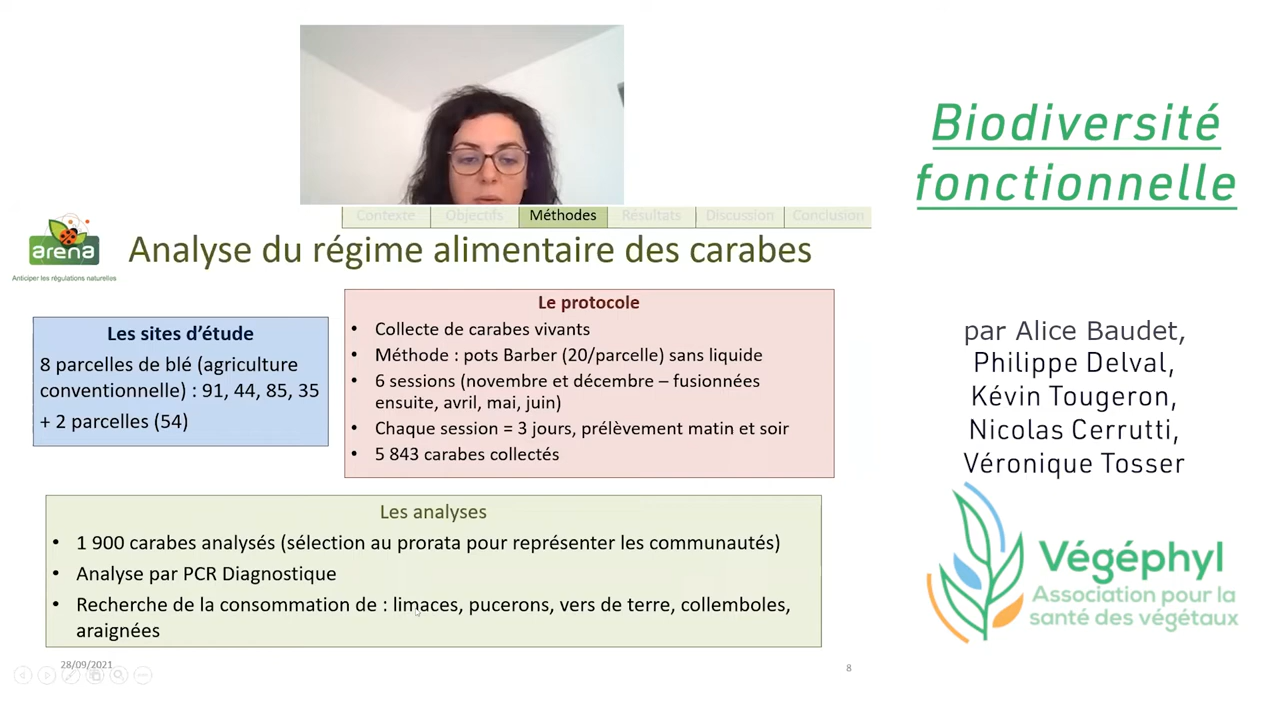 Biodiversité
fonctionnelle
Contexte
Objectifs
Méthodes
Résultats
Discussion
Conclusion
arena
Anticiper les régulations naturelles
Analyse du régime alimentaire des carabes
Les sites d'étude
8 parcelles de blé (agriculture
conventionnelle) : 91, 44, 85, 35
+ 2 parcelles (54)
Le protocole
• Collecte de carabes vivants
• Méthode : pots Barber (20/parcelle) sans liquide
• 6 sessions (novembre et décembre – fusionnées
ensuite, avril, mai, juin)
• Chaque session = 3 jours, prélèvement matin et soir
• 5 843 carabes collectés
Les analyses
• 1 900 carabes analysés (sélection au prorata pour représenter les communautés)
• Analyse par PCR Diagnostique
• Recherche de la consommation de : limaces, pucerons, vers de terre, collemboles,
araignées
28/09/2021
8
par Alice Baudet,
Philippe Delval,
Kévin Tougeron,
Nicolas Cerrutti,
Véronique Tosser
Végéphyl
Association pour la
santé des végétaux